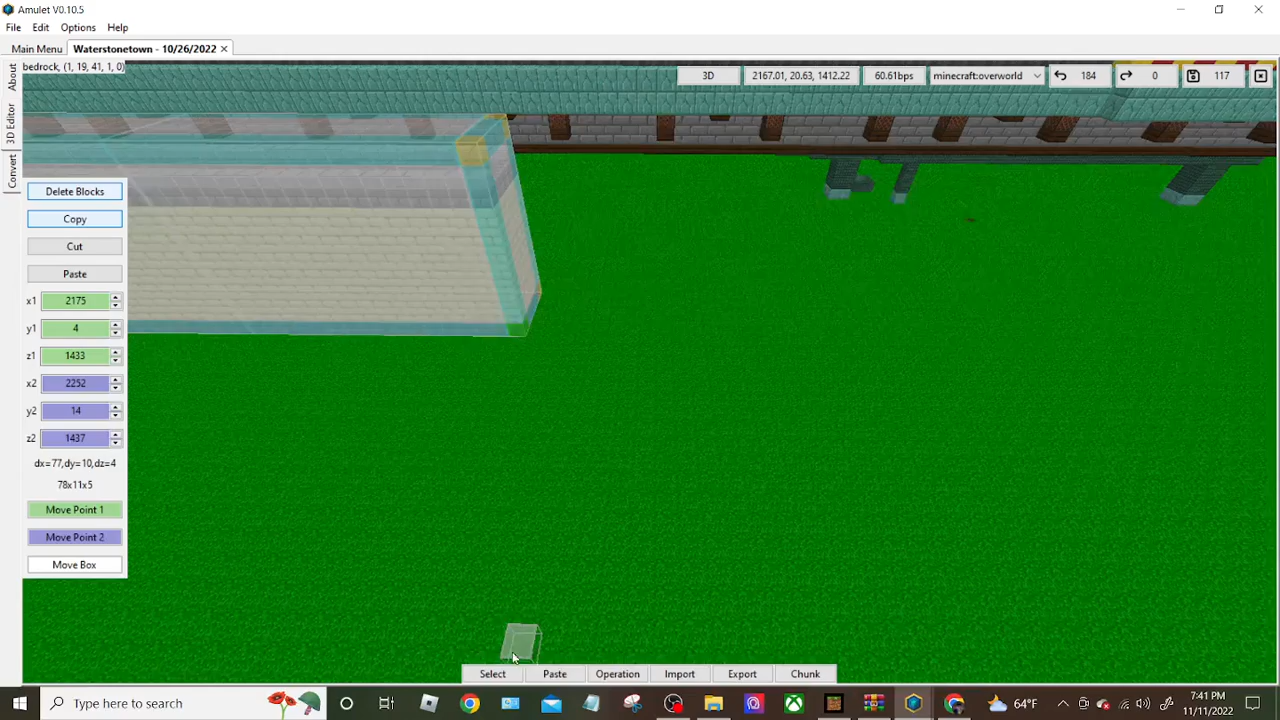 Amulet V0.10.5
File Edit Options Help
Main Menu Waterstonetown - 10/26/2022
bedrock, (1, 19, 41, 1, 0)
3D 2167.01, 20.63, 1412.22 60.61bps minecraft:overworld 184 0 117
About
3D Editor
Convert
Delete Blocks
Copy
Cut
Paste
x1 2175
y1 4
z1 1433
x2 2252
y2 14
z2 1437
dx=77,dy=10,dz=4
78x11x5
Move Point 1
Move Point 2
Move Box
Select Paste Operation Import Export Chunk
Type here to search
64°F
7:41 PM
11/11/2022